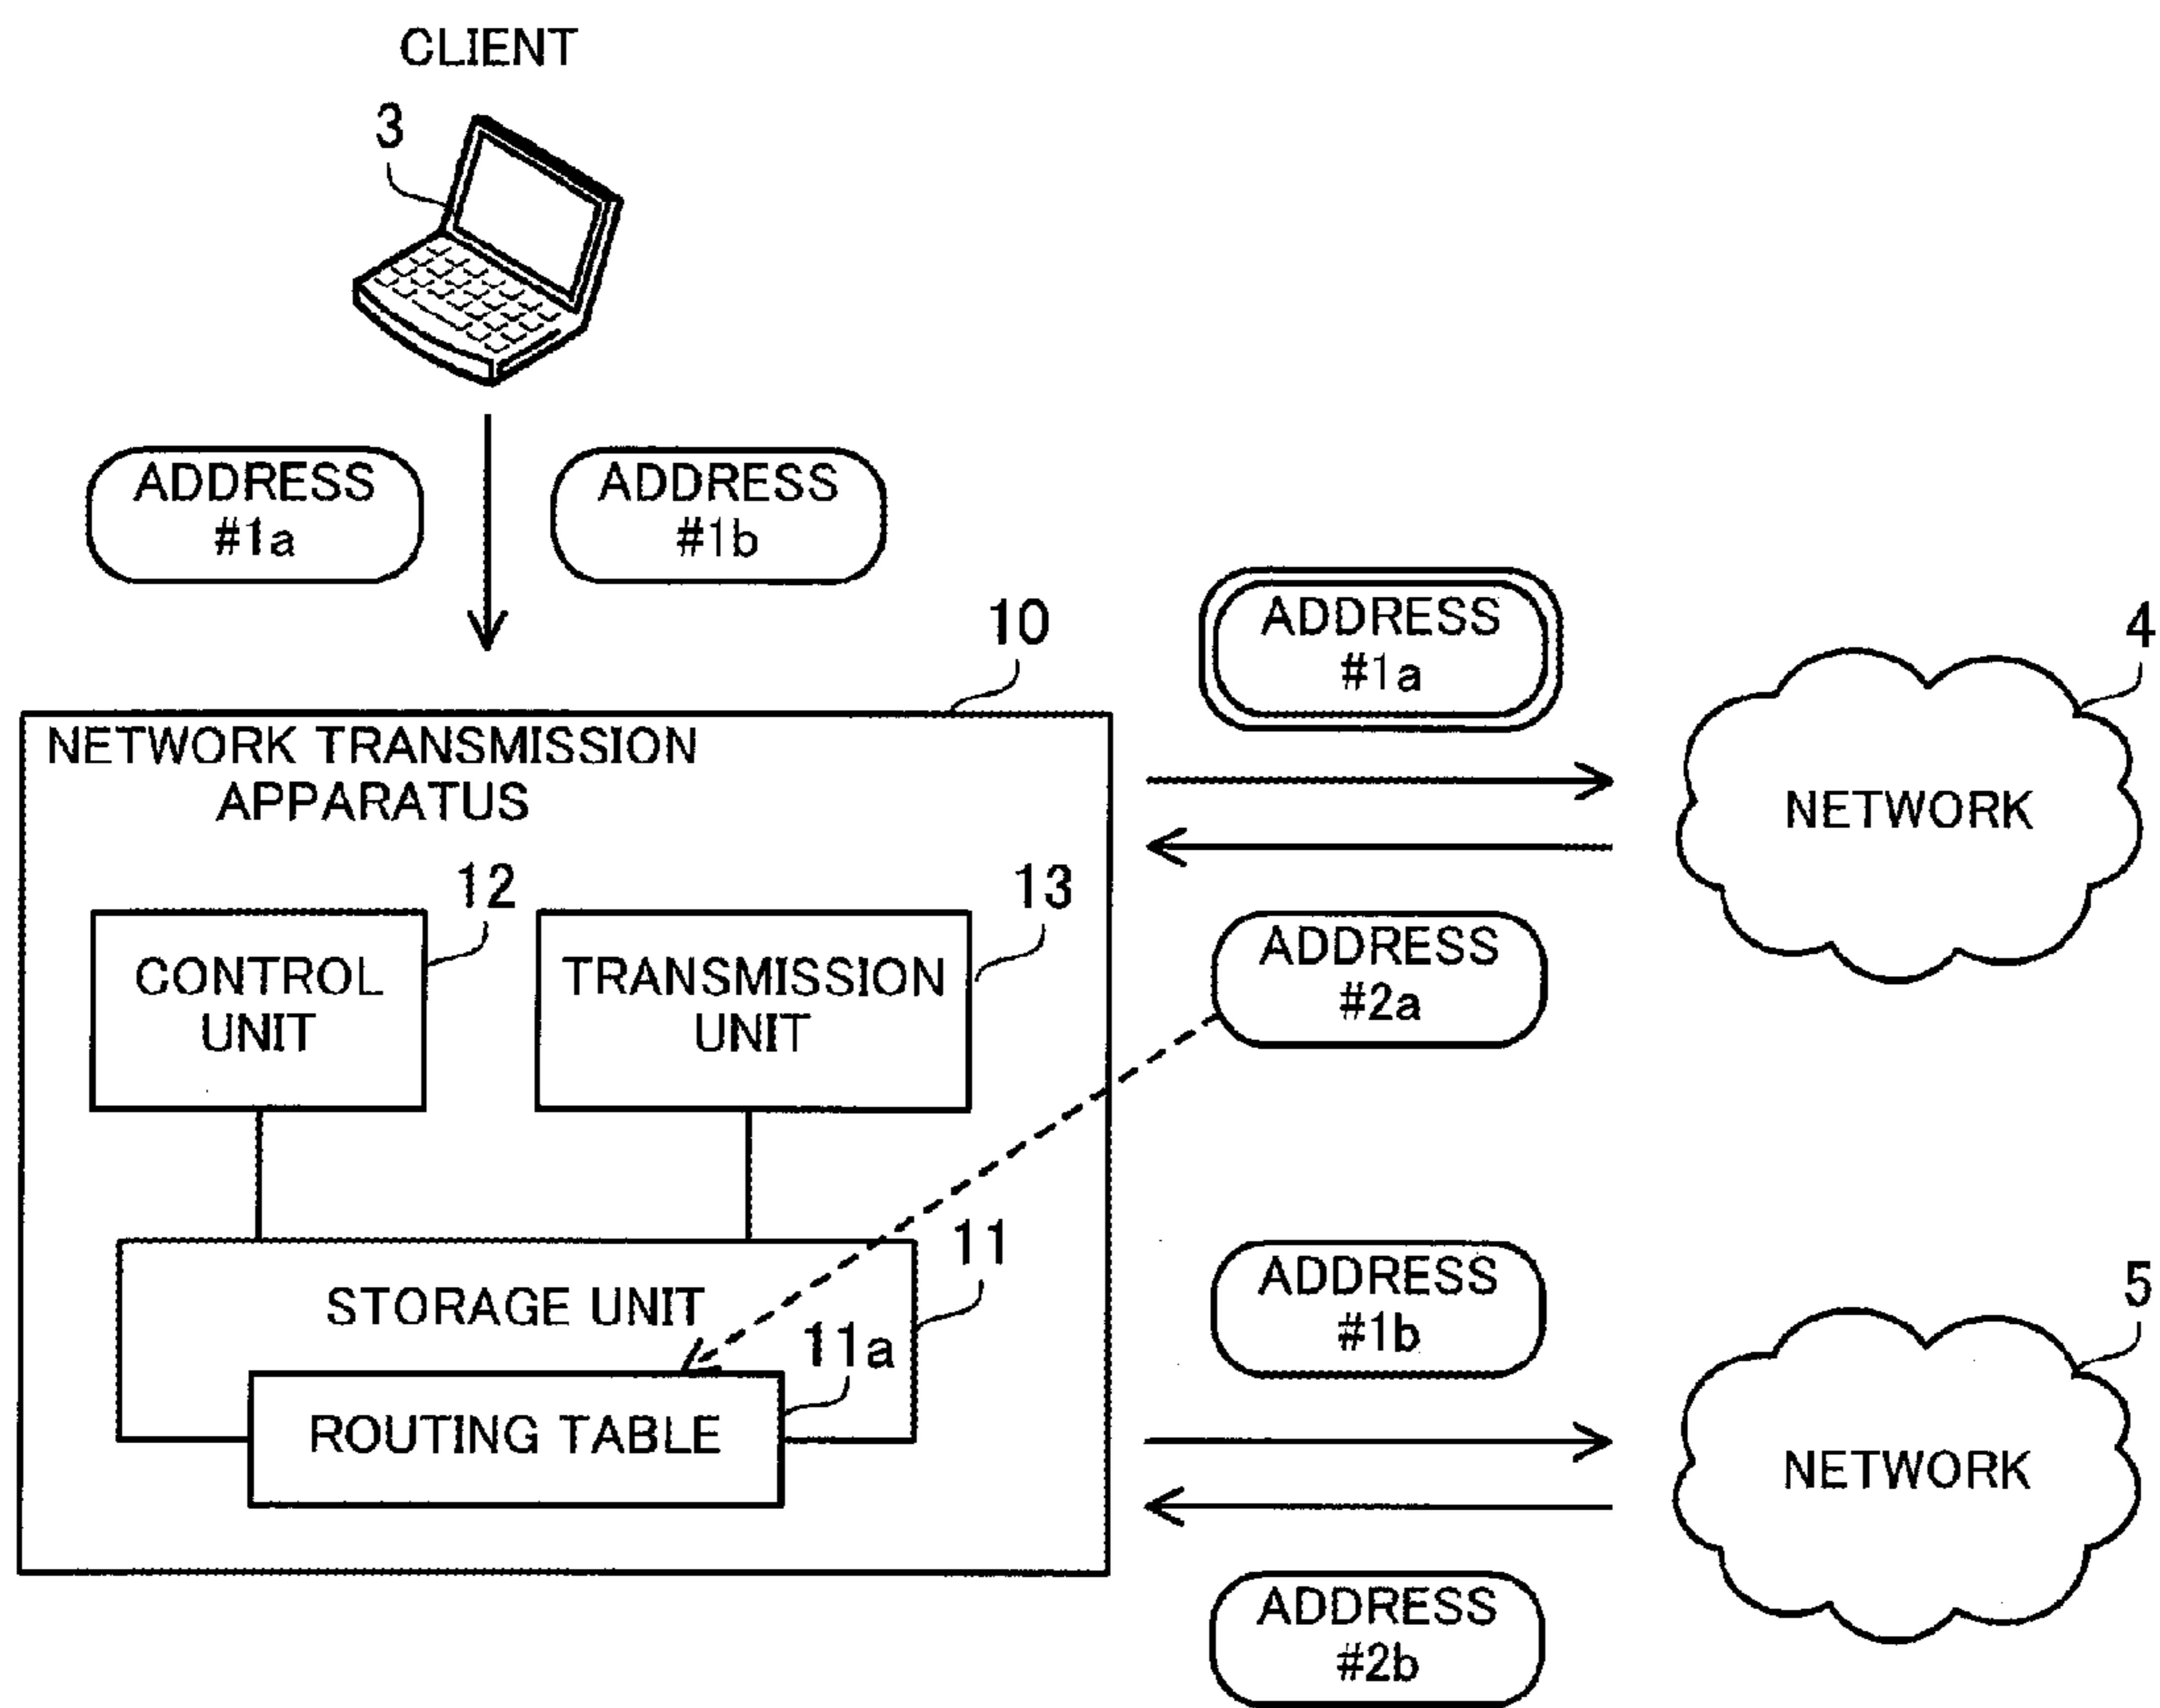 CLIENT
3
ADDRESS
#1a
ADDRESS
#1b
10
NETWORK TRANSMISSION
APPARATUS
12
CONTROL
UNIT
13
TRANSMISSION
UNIT
11
STORAGE UNIT
11a
ROUTING TABLE
ADDRESS
#1a
4
NETWORK
ADDRESS
#2a
ADDRESS
#1b
5
NETWORK
ADDRESS
#2b